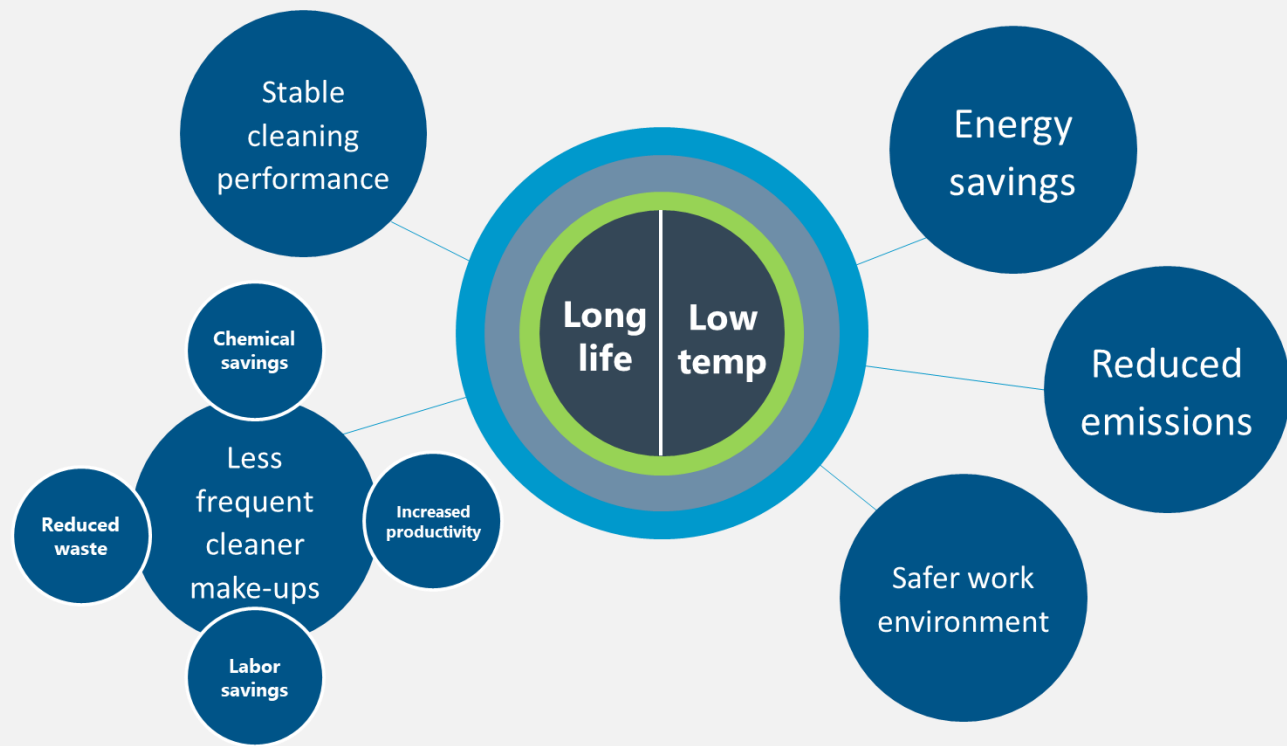 Stable
cleaning
performance
Energy
savings
Long
life
Low
temp
Chemical
savings
Reduced
emissions
Less
frequent
cleaner
make-ups
Reduced
waste
Increased
productivity
Labor
savings
Safer work
environment